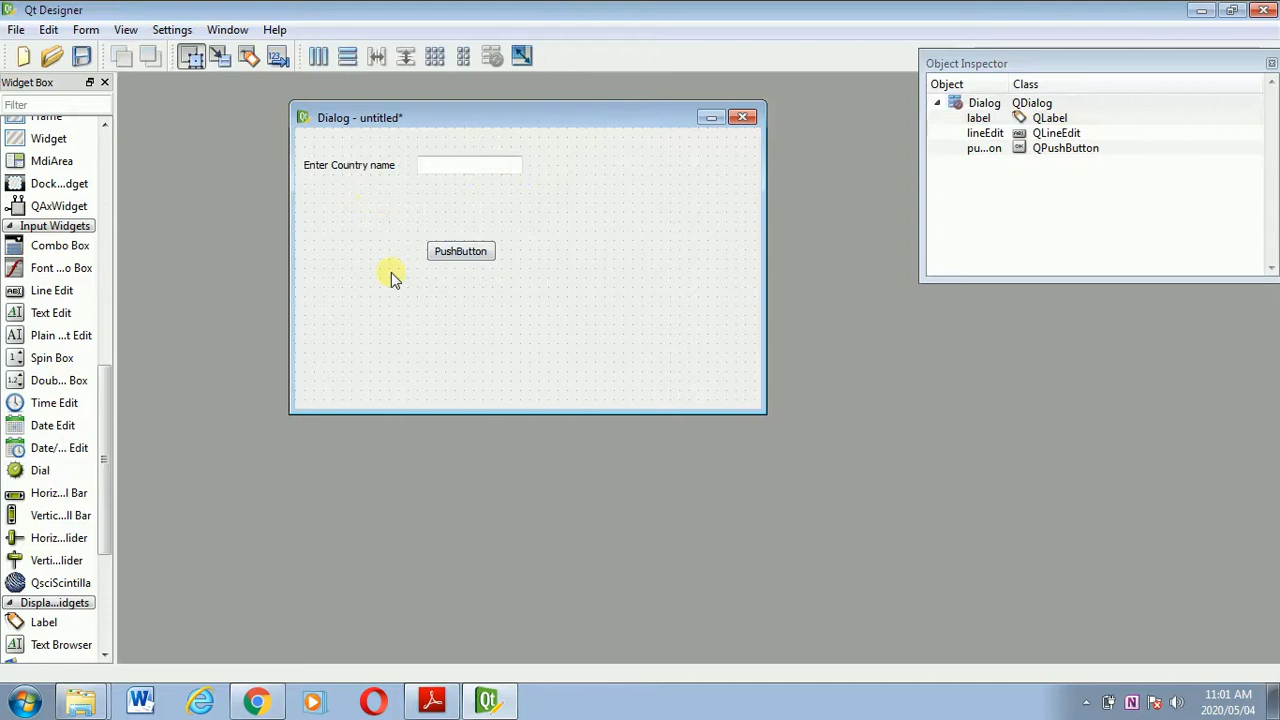 Qt Designer
File Edit Form View Settings Window Help
Widget Box
Filter
Frame
Widget
MdiArea
Dock...dget
QAxWidget
Input Widgets
Combo Box
Font ...o Box
Line Edit
Text Edit
Plain ...t Edit
Spin Box
Doub... Box
Time Edit
Date Edit
Date/... Edit
Dial
Horiz...l Bar
Vertic...ll Bar
Horiz...lider
Verti...lider
QsciScintilla
Displa...idgets
Label
Text Browser
Dialog - untitled*
Enter Country name
PushButton
Object Inspector
Object Class
Dialog QDialog
label QLabel
lineEdit QLineEdit
pu...on QPushButton
11:01 AM
2020/05/04